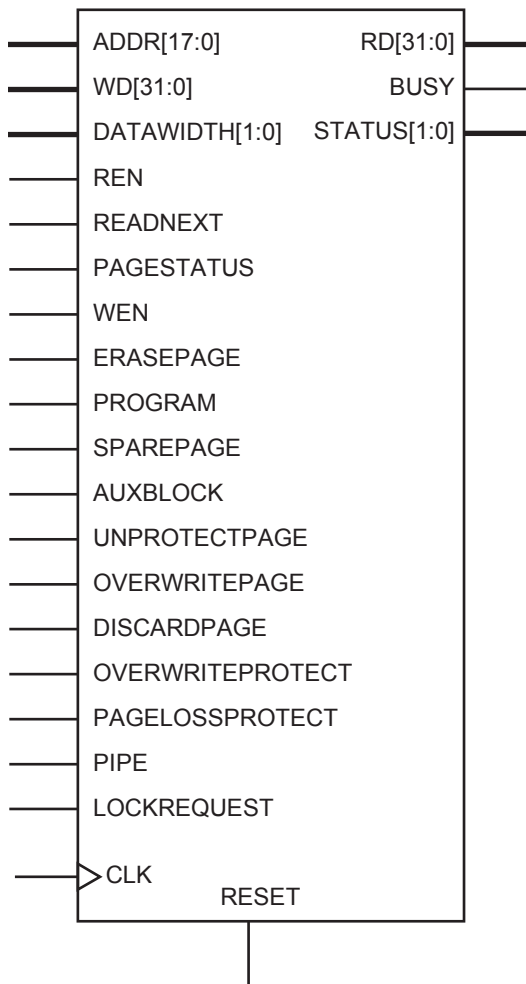 ADDR[17:0] RD[31:0]
WD[31:0] BUSY
DATAWIDTH[1:0] STATUS[1:0]
REN
READNEXT
PAGESTATUS
WEN
ERASEPAGE
PROGRAM
SPAREPAGE
AUXBLOCK
UNPROTECTPAGE
OVERWRITEPAGE
DISCARDPAGE
OVERWRITEPROTECT
PAGELOSSPROTECT
PIPE
LOCKREQUEST
CLK
RESET